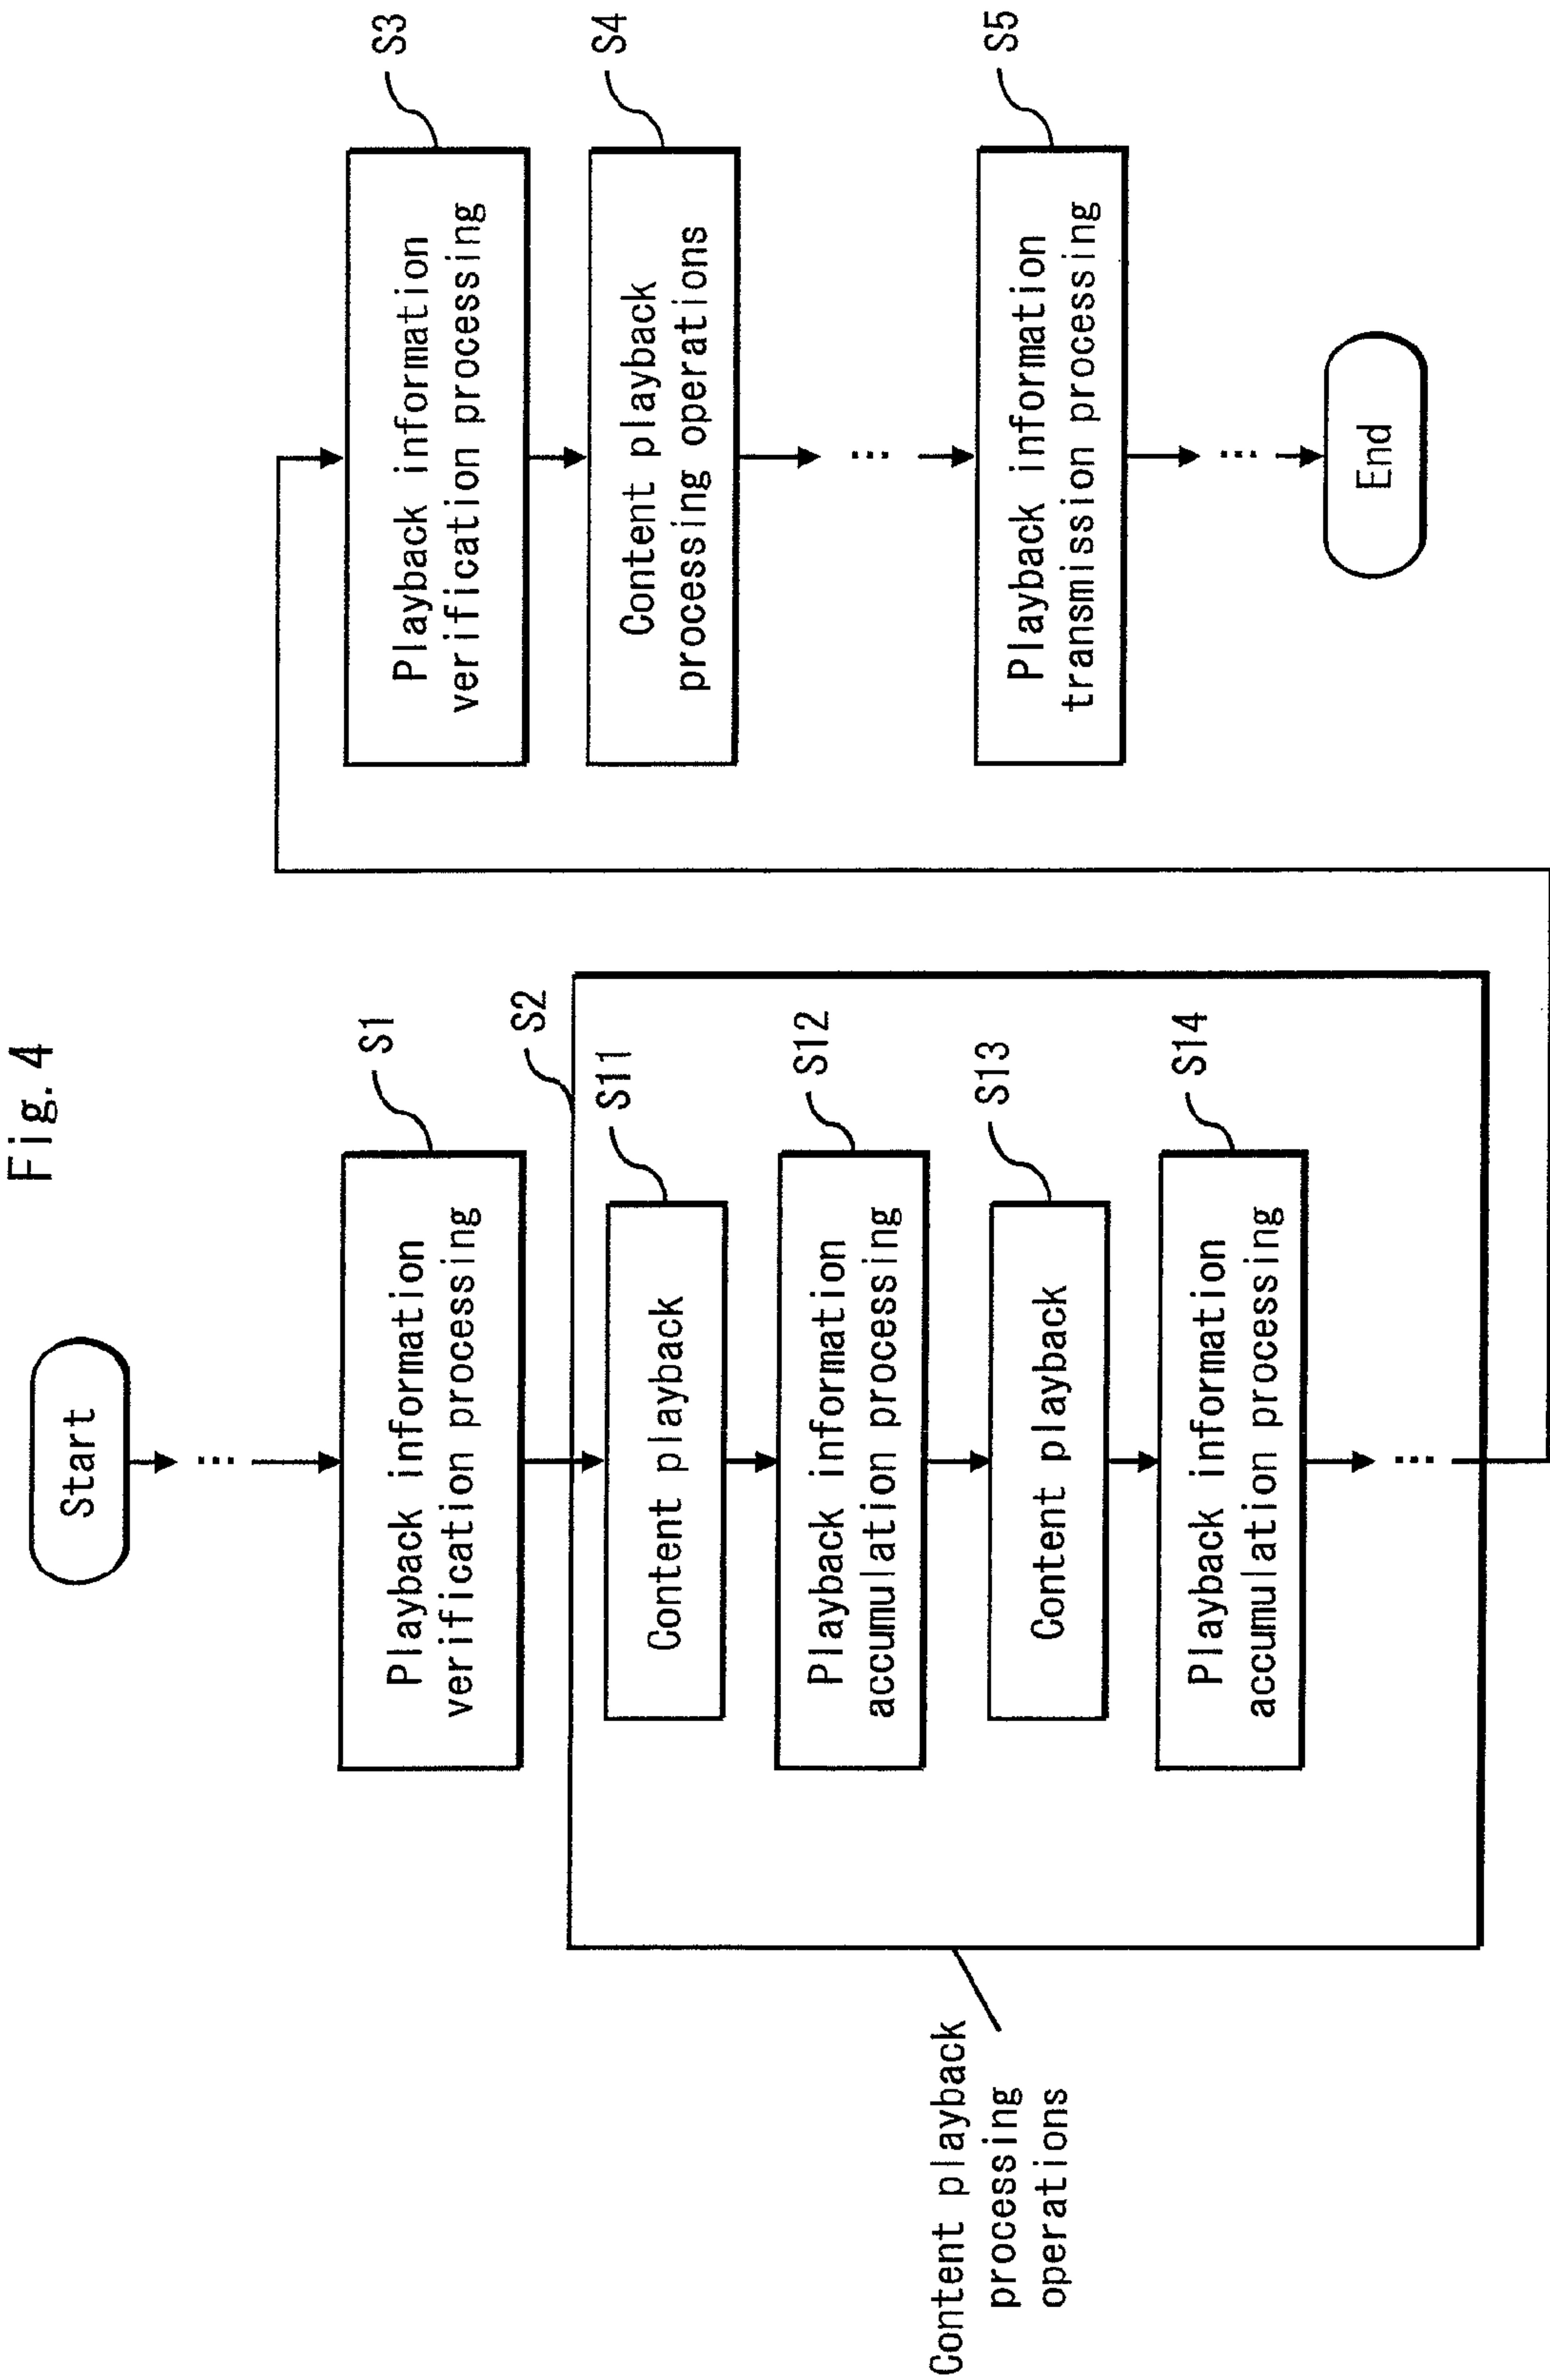 Fig. 4
Start
...
Playback information
verification processing
S1
S2
Content playback
S11
Playback information
accumulation processing
S12
Content playback
S13
Playback information
accumulation processing
S14
...
Content playback
processing
operations
Playback information
verification processing
S3
Content playback
processing operations
S4
...
Playback information
transmission processing
S5
...
End